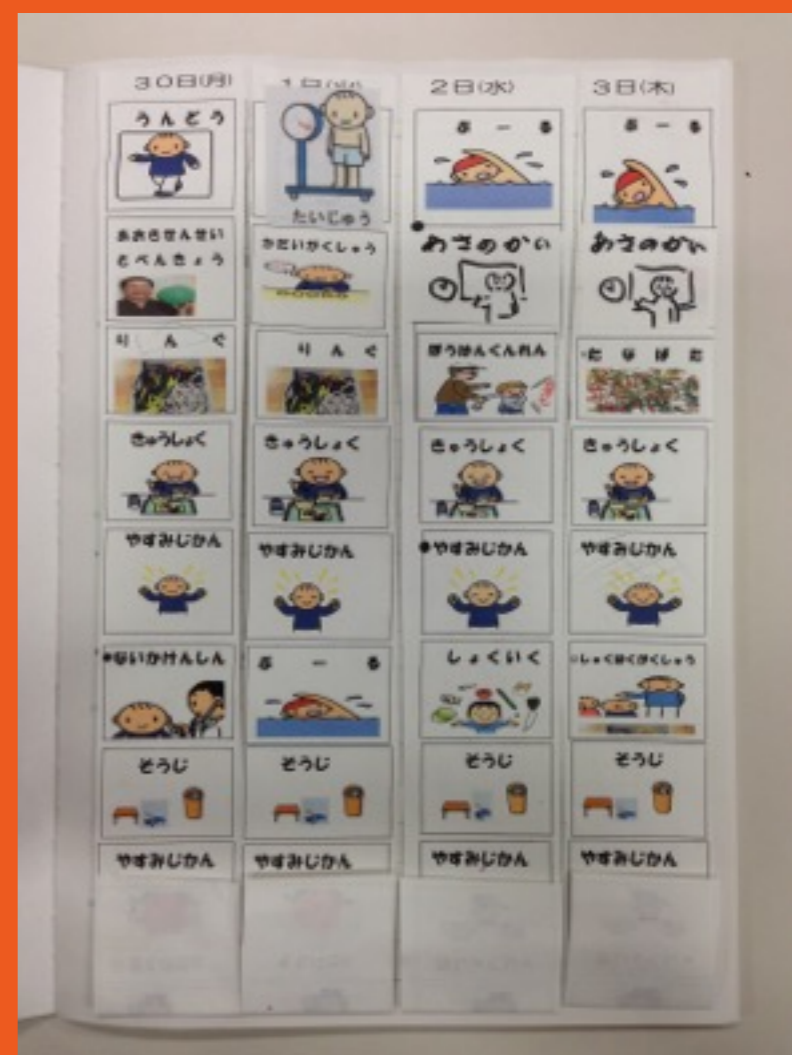 30日(月)
うんどう
あおきせんせい
とべんきょう
りんぐ
きゅうしょく
やすみじかん
ないかけんしん
そうじ
やすみじかん
1日
たいじゅう
かだいがくしゅう
りんぐ
きゅうしょく
やすみじかん
ぷーる
そうじ
やすみじかん
2日(水)
ぷーる
あさのかい
ぼうはんくんれん
きゅうしょく
やすみじかん
しょくいく
そうじ
やすみじかん
3日(木)
ぷーる
あさのかい
たなばた
きゅうしょく
やすみじかん
しゅくはくがくしゅう
そうじ
やすみじかん